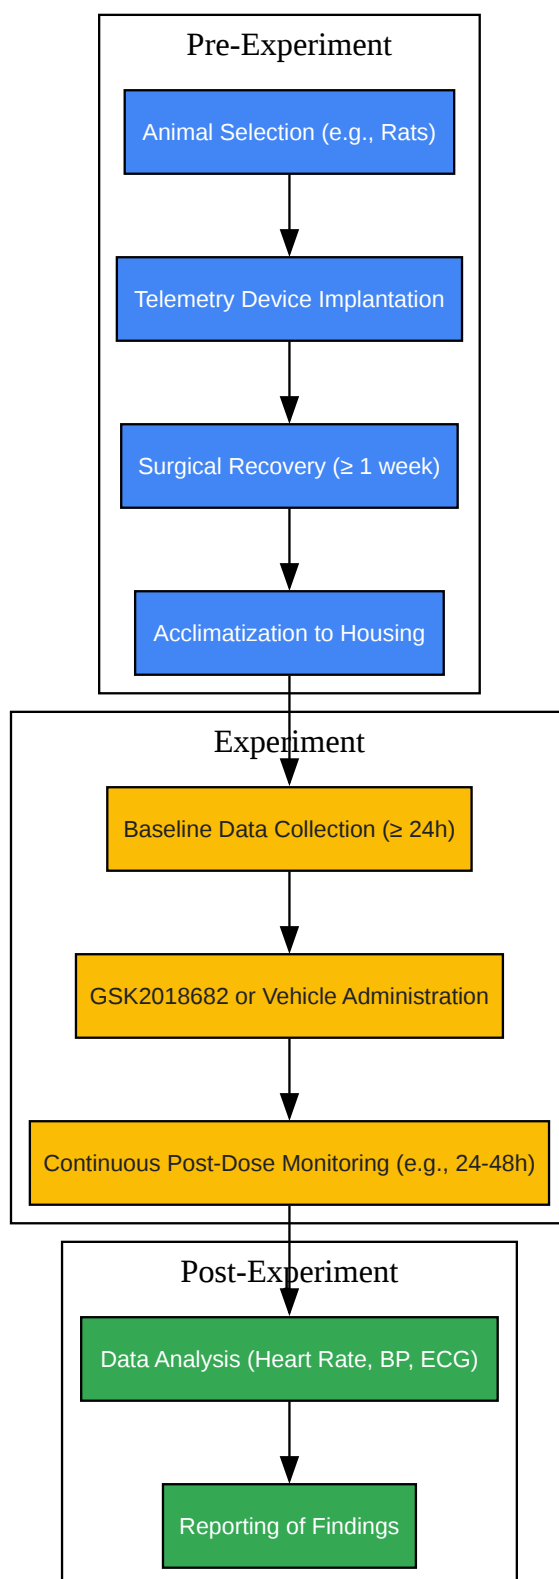 Pre-Experiment
Animal Selection (e.g., Rats)
Telemetry Device Implantation
Surgical Recovery (≥ 1 week)
Acclimatization to Housing
Experiment
Baseline Data Collection (≥ 24h)
GSK2018682 or Vehicle Administration
Continuous Post-Dose Monitoring (e.g., 24-48h)
Post-Experiment
Data Analysis (Heart Rate, BP, ECG)
Reporting of Findings